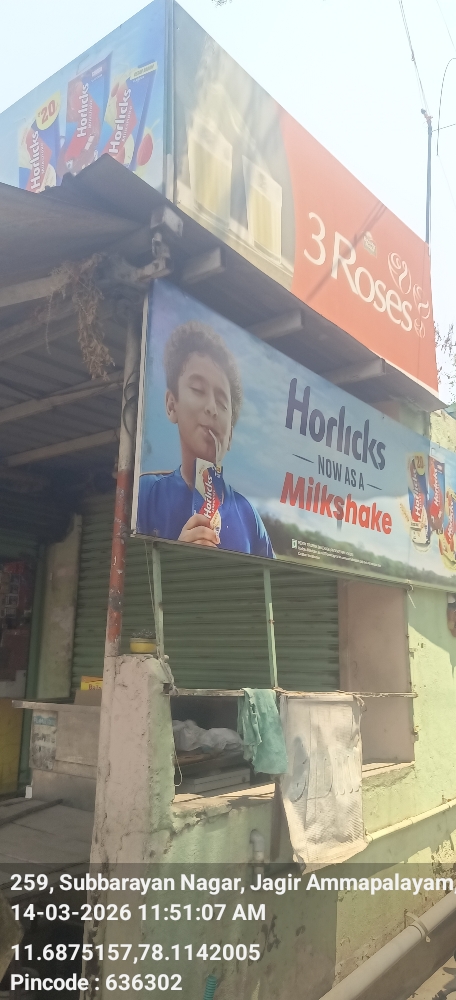 ₹20
Horlicks
Horlicks
Horlicks
3 Roses
Horlicks
NOW AS A
Milkshake
Horlicks
259, Subbarayan Nagar, Jagir Ammapalayam,
14-03-2026 11:51:07 AM
11.6875157,78.1142005
Pincode : 636302